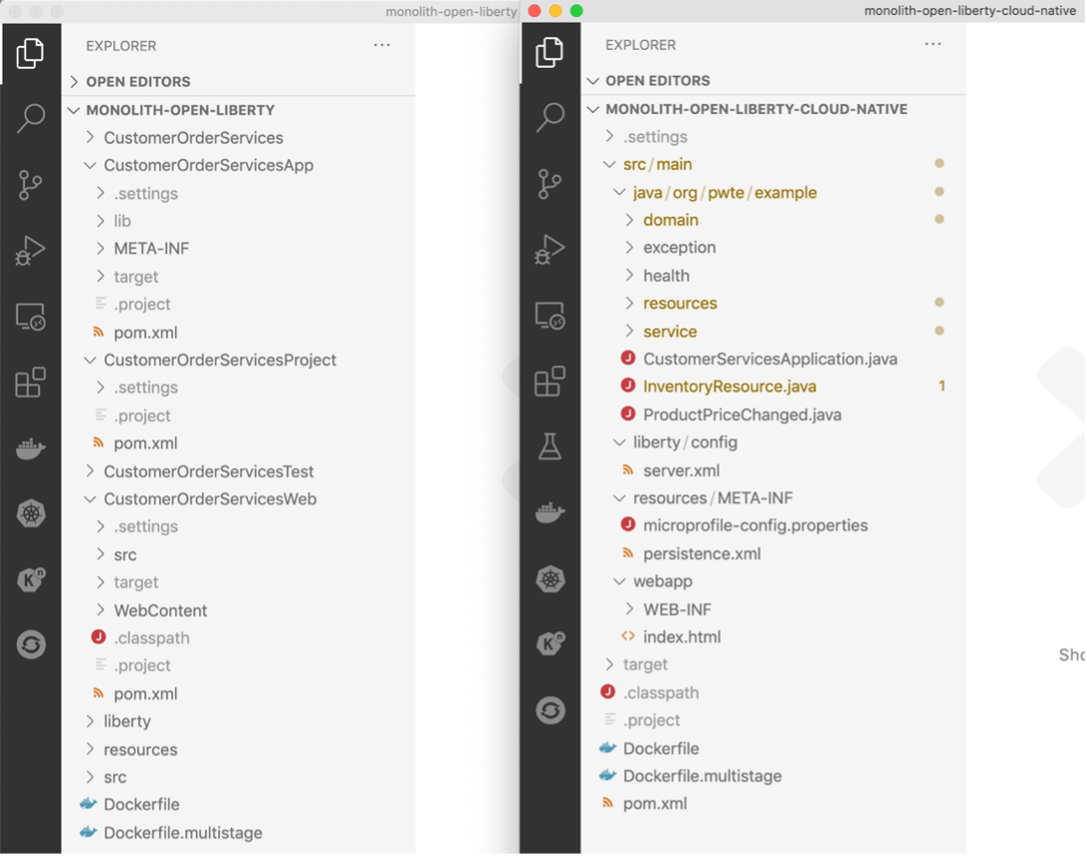 monolith-open-liberty
EXPLORER
OPEN EDITORS
MONOLITH-OPEN-LIBERTY
CustomerOrderServices
CustomerOrderServicesApp
.settings
lib
META-INF
target
.project
pom.xml
CustomerOrderServicesProject
.settings
.project
pom.xml
CustomerOrderServicesTest
CustomerOrderServicesWeb
.settings
src
target
WebContent
J .classpath
.project
pom.xml
liberty
resources
src
Dockerfile
Dockerfile.multistage
K n
monolith-open-liberty-cloud-native
EXPLORER
OPEN EDITORS
MONOLITH-OPEN-LIBERTY-CLOUD-NATIVE
.settings
src / main
java / org / pwte / example
domain
exception
health
resources
service
J CustomerServicesApplication.java
J InventoryResource.java 1
J ProductPriceChanged.java
liberty / config
server.xml
resources / META-INF
J microprofile-config.properties
persistence.xml
webapp
WEB-INF
<> index.html
target
J .classpath
.project
Dockerfile
Dockerfile.multistage
pom.xml
K n